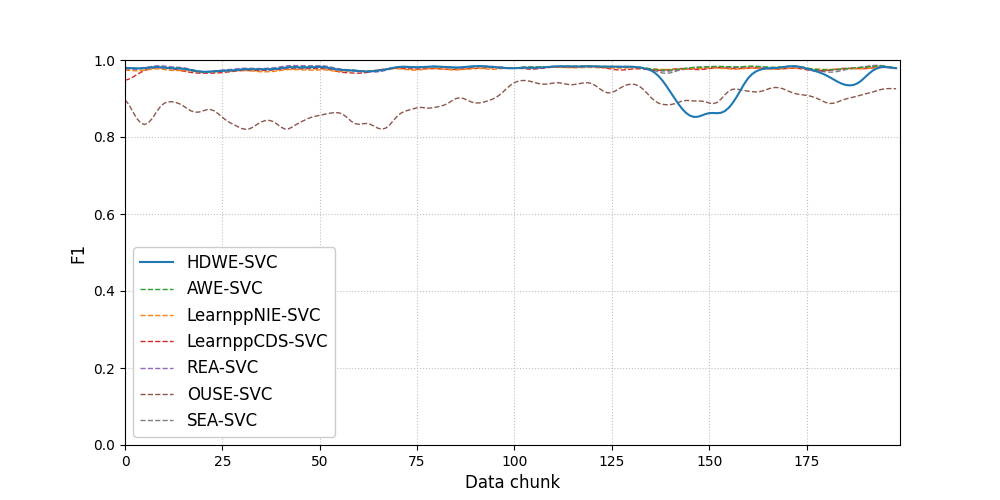 F1
1.0
0.8
0.6
0.4
0.2
0.0
HDWE-SVC
AWE-SVC
LearnppNIE-SVC
LearnppCDS-SVC
REA-SVC
OUSE-SVC
SEA-SVC
0 25 50 75 100 125 150 175
Data chunk